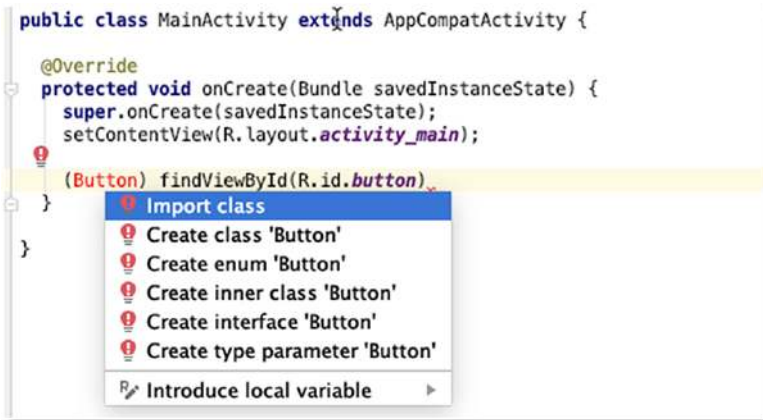 public class MainActivity extends AppCompatActivity {
@Override
protected void onCreate(Bundle savedInstanceState) {
super.onCreate(savedInstanceState);
setContentView(R.layout.activity_main);
(Button) findViewById(R.id.button)
}
Import class
Create class 'Button'
}
Create enum 'Button'
Create inner class 'Button'
Create interface 'Button'
Create type parameter 'Button'
Introduce local variable